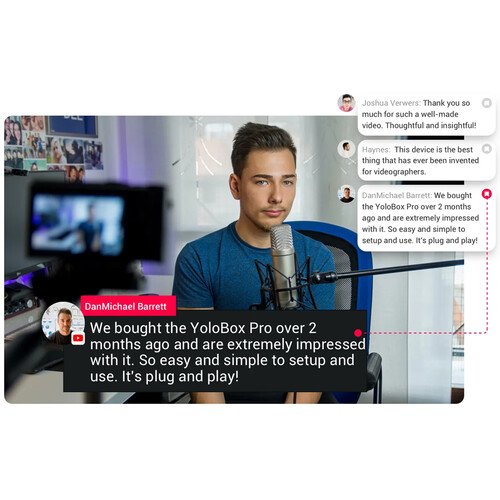 Joshua Verwers: Thank you so
much for such a well-made
video. Thoughtful and insightful!
Haynes: This device is the best
thing that has ever been invented
for videographers.
DanMichael Barrett: We bought
the YoloBox Pro over 2 months
ago and are extremely impressed
with it. So easy and simple to
setup and use. It's plug and play!
DELL
DanMichael Barrett
We bought the YoloBox Pro over 2
months ago and are extremely impressed
with it. So easy and simple to setup and
use. It's plug and play!